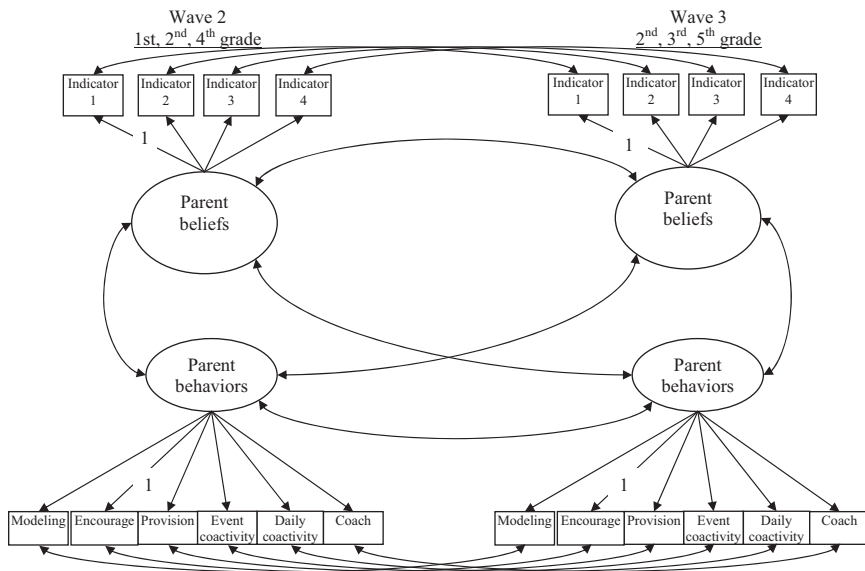 Wave 2
1st, 2nd, 4th grade
Wave 3
2nd, 3rd, 5th grade
Indicator
1
Indicator
2
Indicator
3
Indicator
4
Indicator
1
Indicator
2
Indicator
3
Indicator
4
1
1
Parent
beliefs
Parent
beliefs
Parent
behaviors
Parent
behaviors
1
1
Modeling
Encourage
Provision
Event
coactivity
Daily
coactivity
Coach
Modeling
Encourage
Provision
Event
coactivity
Daily
coactivity
Coach